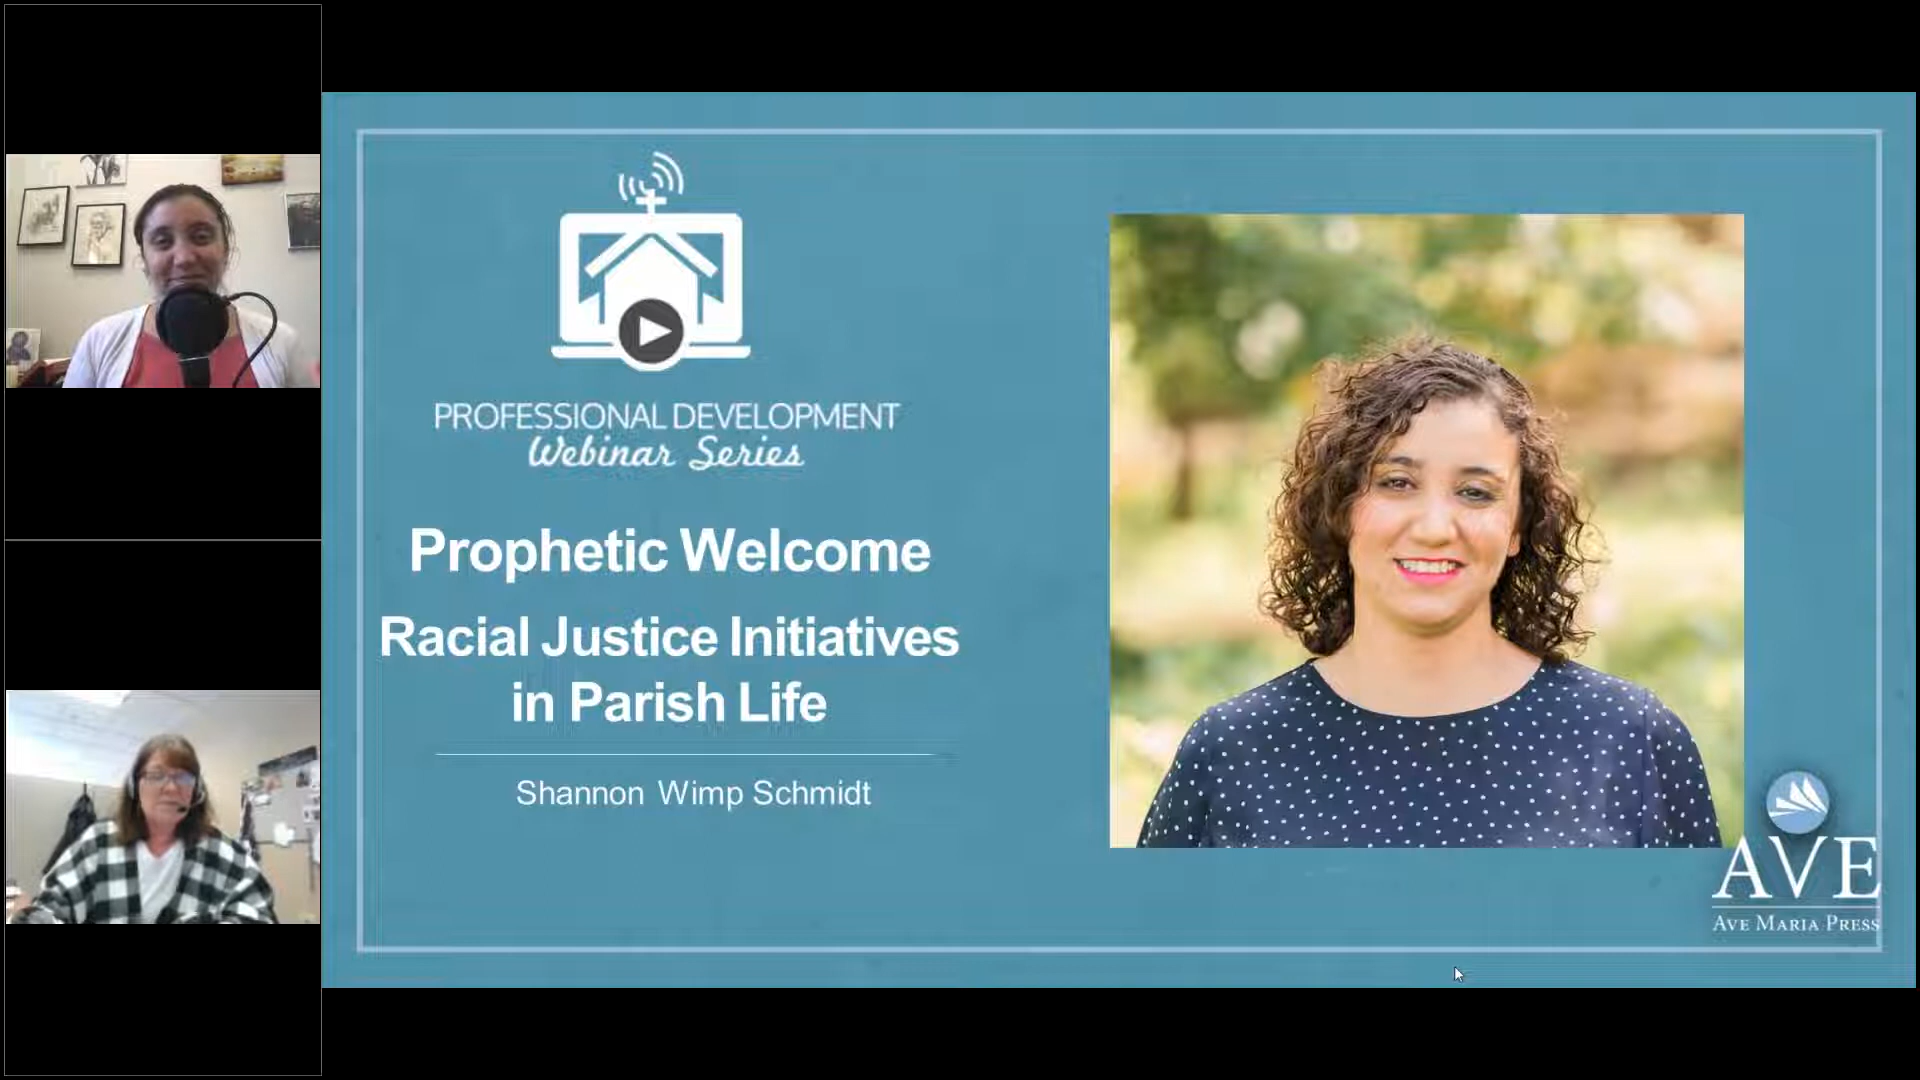 PROFESSIONAL DEVELOPMENT
Webinar Series
Prophetic Welcome
Racial Justice Initiatives
in Parish Life
Shannon Wimp Schmidt
AVE
AVE MARIA PRESS